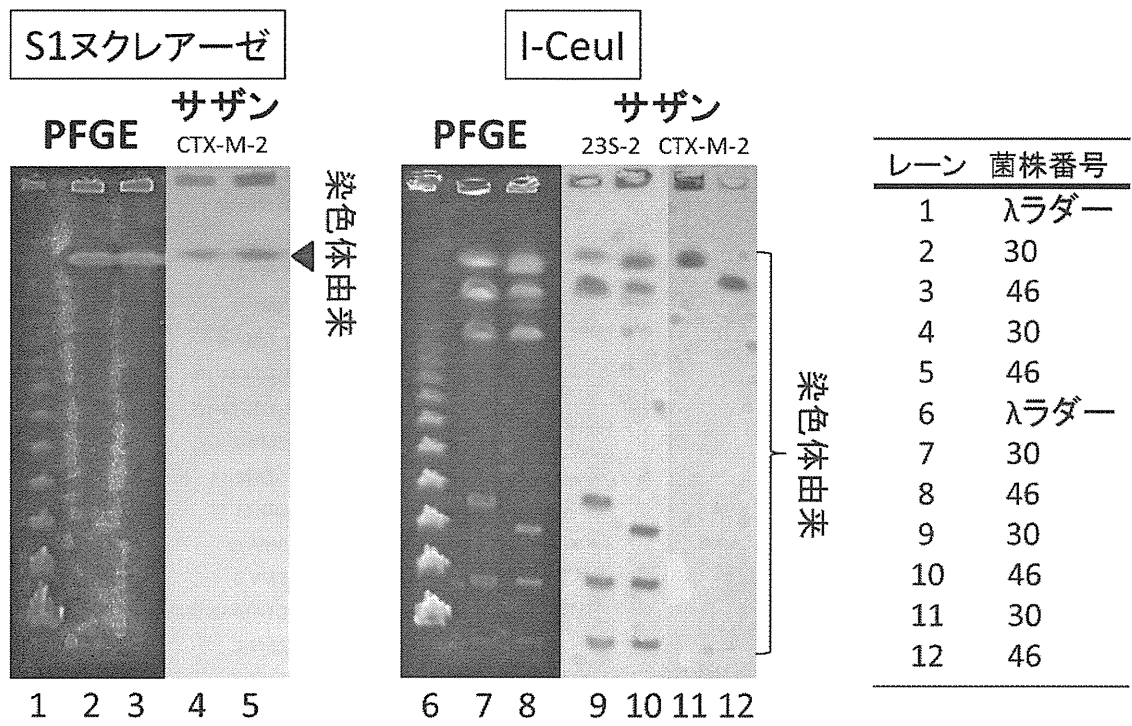 S1ヌクレアーゼ
PFGE
サザン
CTX-M-2
染色体由来
1 2 3 4 5
I-CeuI
PFGE
サザン
23S-2 CTX-M-2
染色体由来
6 7 8 9 10 11 12
レーン 菌株番号
1 λラダー
2 30
3 46
4 30
5 46
6 λラダー
7 30
8 46
9 30
10 46
11 30
12 46